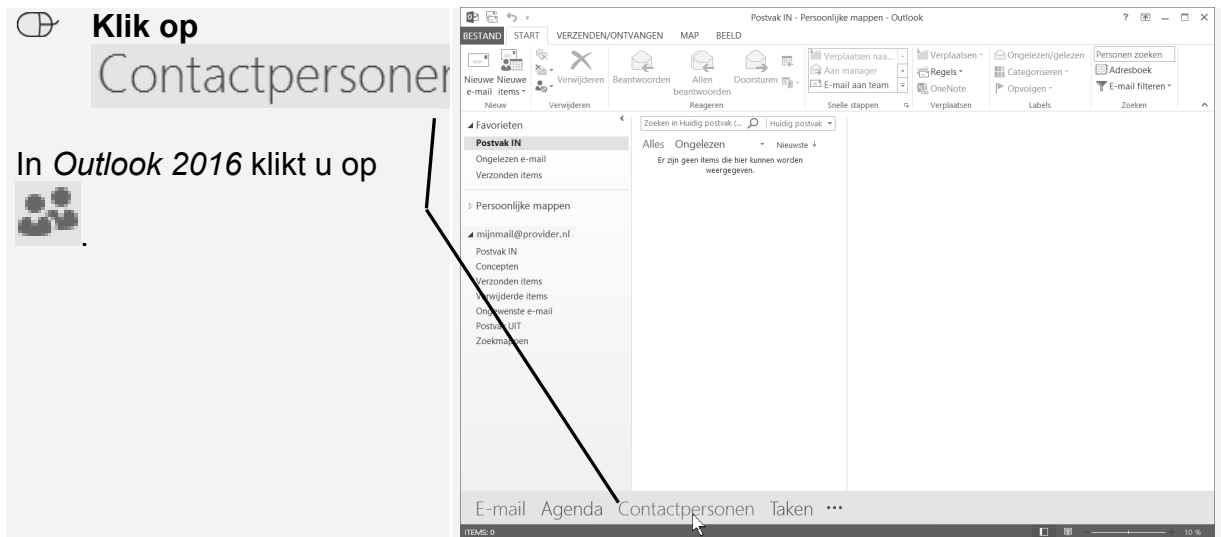 Klik op
Contactpersonen
In Outlook 2016 klikt u op
.
Postvak IN - Persoonlijke mappen - Outlook
BESTAND START VERZENDEN/ONTVANGEN MAP BEELD
Nieuwe e-mail
Nieuwe items
Nieuw
Verwijderen
Verwijderen
Beantwoorden
Allen beantwoorden
Doorsturen
Reageren
Verplaatsen naa...
Aan manager
E-mail aan team
Snelle stappen
Verplaatsen
Regels
OneNote
Verplaatsen
Ongelezen/gelezen
Categoriseren
Opvolgen
Labels
Personen zoeken
Adresboek
E-mail filteren
Zoeken
Favorieten
Postvak IN
Ongelezen e-mail
Verzonden items
Persoonlijke mappen
mijnmail@provider.nl
Postvak IN
Concepten
Verzonden items
Verwijderde items
Ongewenste e-mail
Postvak UIT
Zoekmappen
Zoeken in Huidig postvak (... Huidig postvak
Alles Ongelezen Nieuwste ↓
Er zijn geen items die hier kunnen worden
weergegeven.
E-mail Agenda Contactpersonen Taken •••
ITEMS: 0
10 %